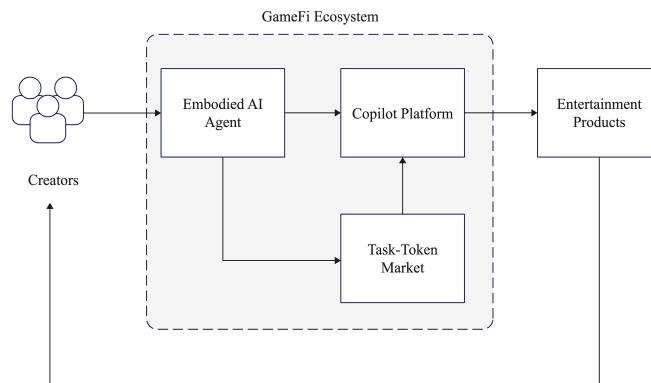 GameFi Ecosystem
Embodied AI
Agent
Copilot Platform
Entertainment
Products
Creators
Task-Token
Market